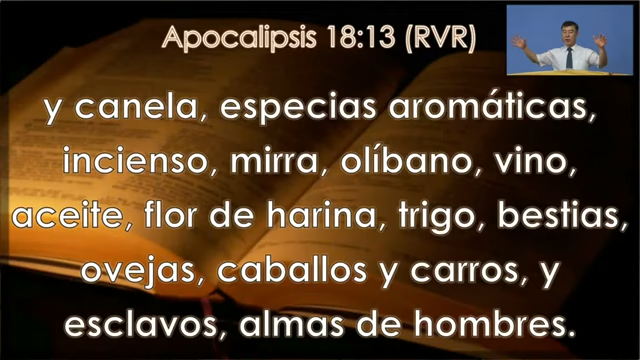 Apocalipsis 18:13 (RVR)
y canela, especias aromáticas,
incienso, mirra, olíbano, vino,
aceite, flor de harina, trigo, bestias,
ovejas, caballos y carros, y
esclavos, almas de hombres.